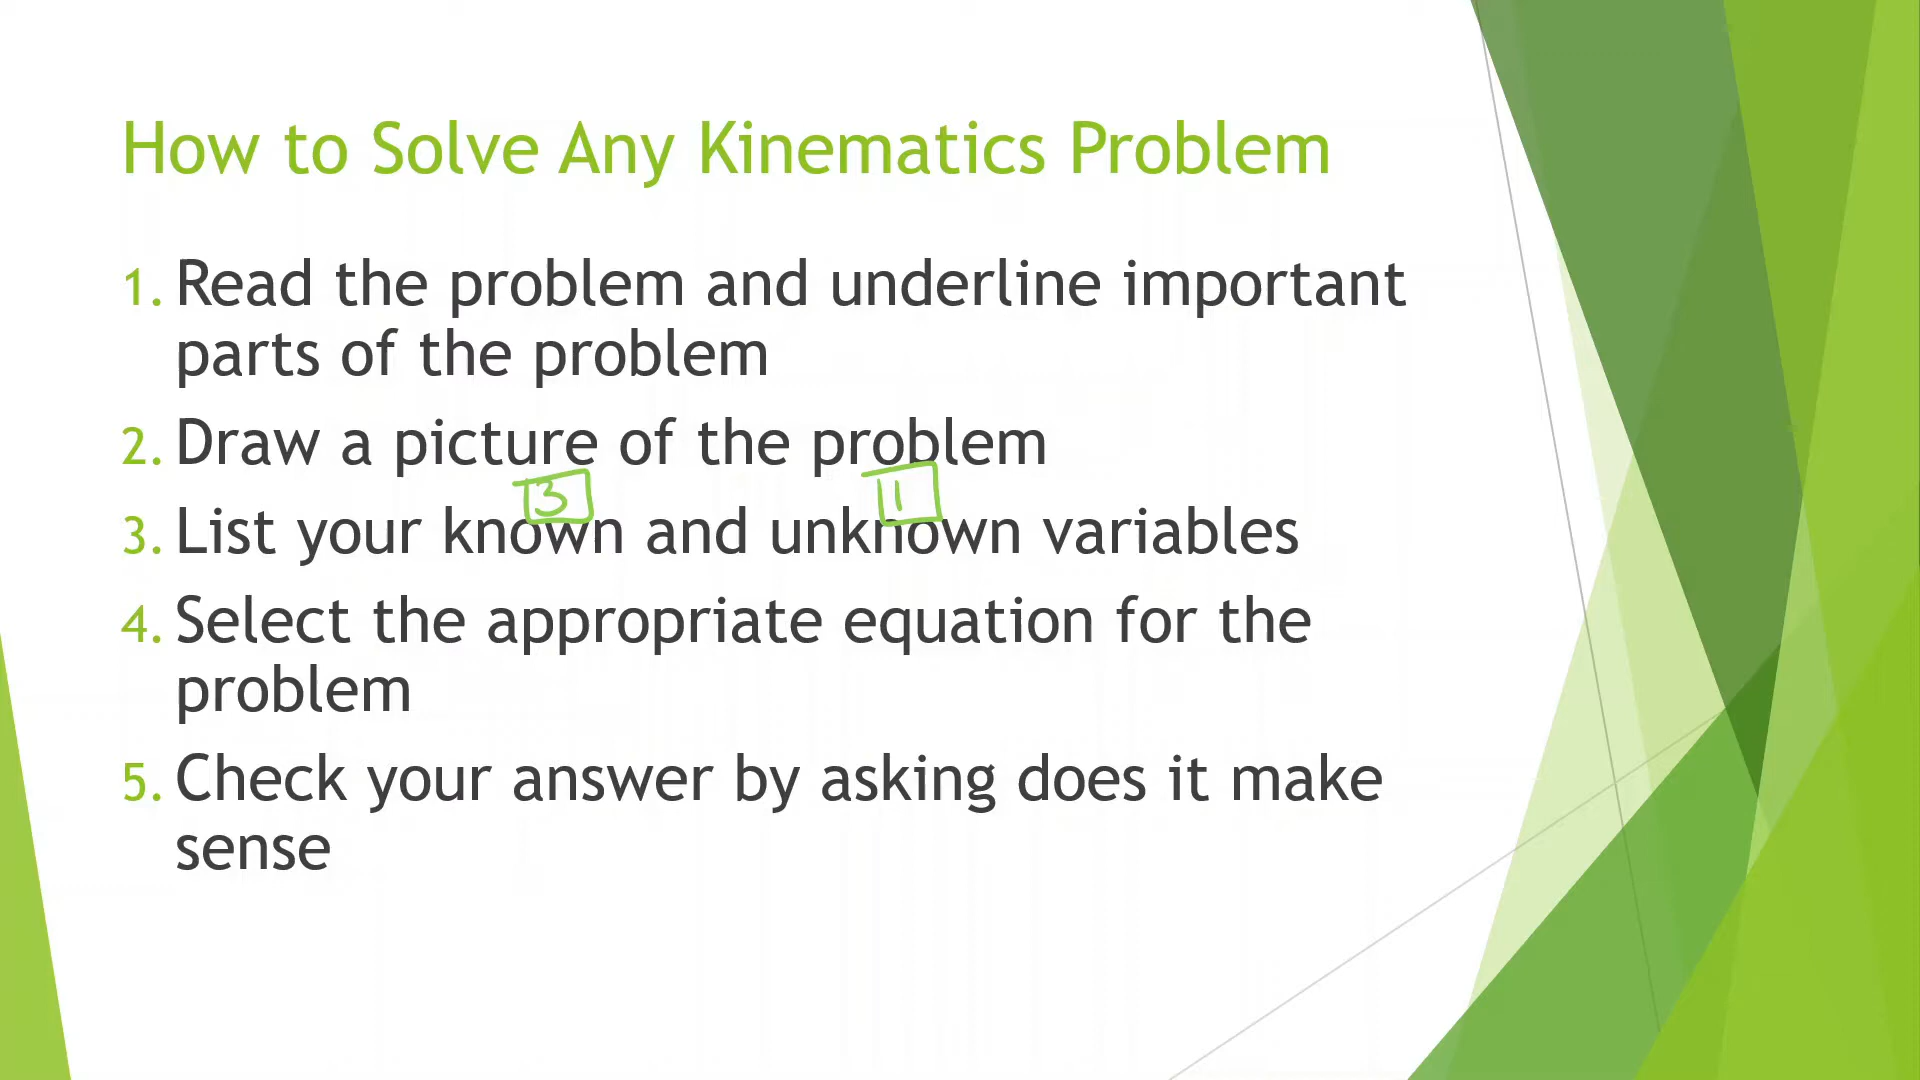 How to Solve Any Kinematics Problem
1. Read the problem and underline important
parts of the problem
2. Draw a picture of the problem
3 1
3. List your known and unknown variables
4. Select the appropriate equation for the
problem
5. Check your answer by asking does it make
sense